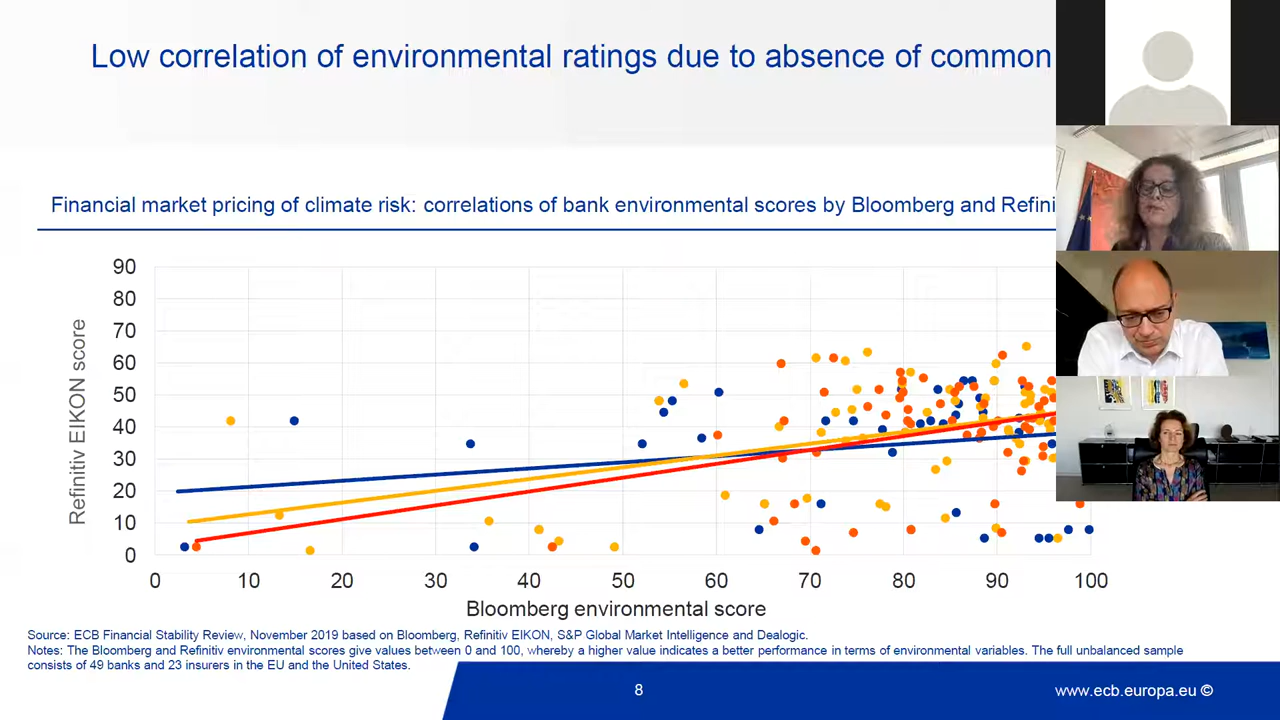 Low correlation of environmental ratings due to absence of common
Financial market pricing of climate risk: correlations of bank environmental scores by Bloomberg and Refini
90
80
70
60
50
40
30
20
10
0
Refinitiv EIKON score
0 10 20 30 40 50 60 70 80 90 100
Bloomberg environmental score
Source: ECB Financial Stability Review, November 2019 based on Bloomberg, Refinitiv EIKON, S&P Global Market Intelligence and Dealogic.
Notes: The Bloomberg and Refinitiv environmental scores give values between 0 and 100, whereby a higher value indicates a better performance in terms of environmental variables. The full unbalanced sample
consists of 49 banks and 23 insurers in the EU and the United States.
8
www.ecb.europa.eu ©